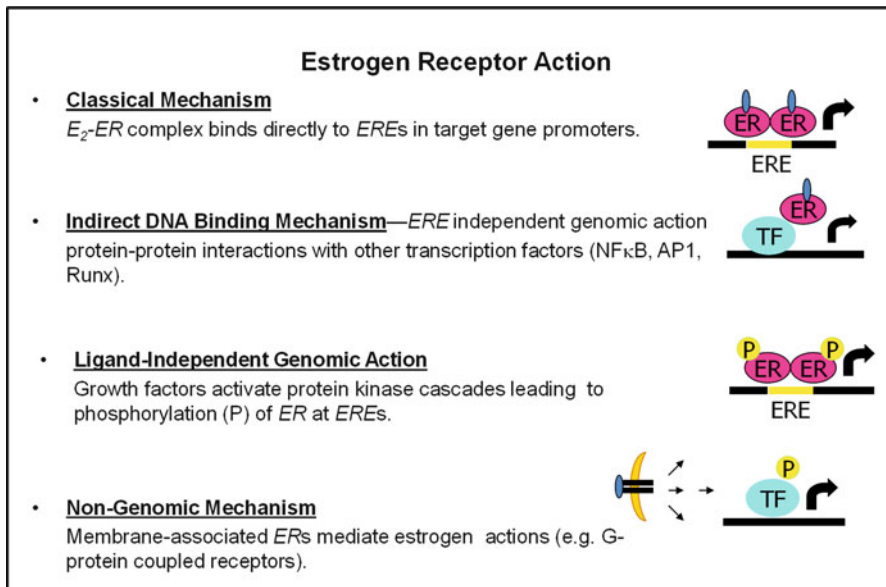 Estrogen Receptor Action
• Classical Mechanism
E₂-ER complex binds directly to EREs in target gene promoters.
ER ER
ERE
• Indirect DNA Binding Mechanism—ERE independent genomic action
protein-protein interactions with other transcription factors (NFκB, AP1,
Runx).
ER
TF
• Ligand-Independent Genomic Action
Growth factors activate protein kinase cascades leading to
phosphorylation (P) of ER at EREs.
P P
ER ER
ERE
• Non-Genomic Mechanism
Membrane-associated ERs mediate estrogen actions (e.g. G-
protein coupled receptors).
P
TF